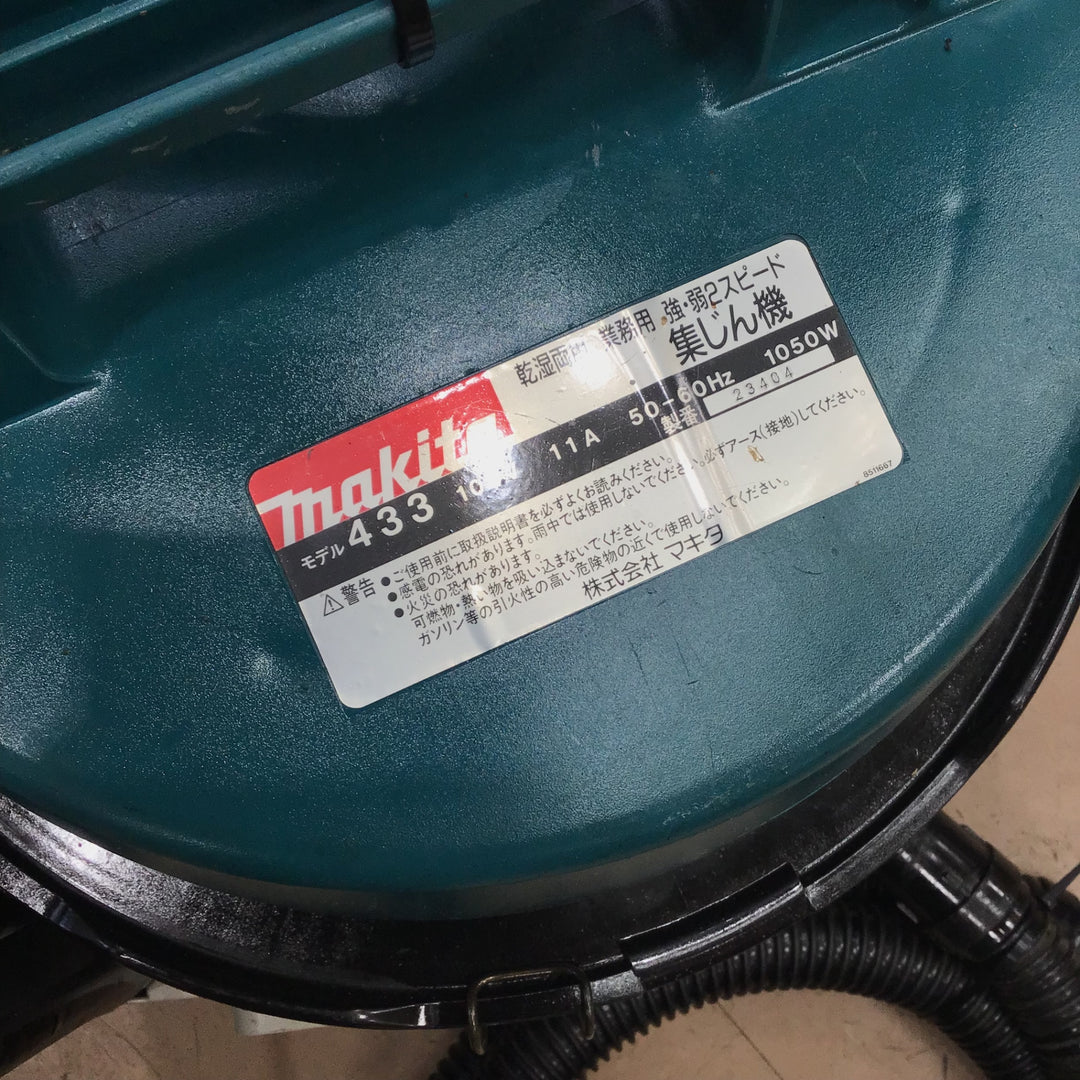 乾湿両用 業務用 強・弱2スピード
集じん機
makita
モデル 433 11A 50-60Hz 1050W
製番 23404
⚠警告 ●ご使用前に取扱説明書を必ずよくお読みください。
●感電の恐れがあります。雨中では使用しないでください。必ずアース(接地)してください。
●火災の恐れがあります。
可燃物・熱い物を吸い込まないでください。
ガソリン等の引火性の高い危険物の近くで使用しないでください。
株式会社 マキタ
8511667